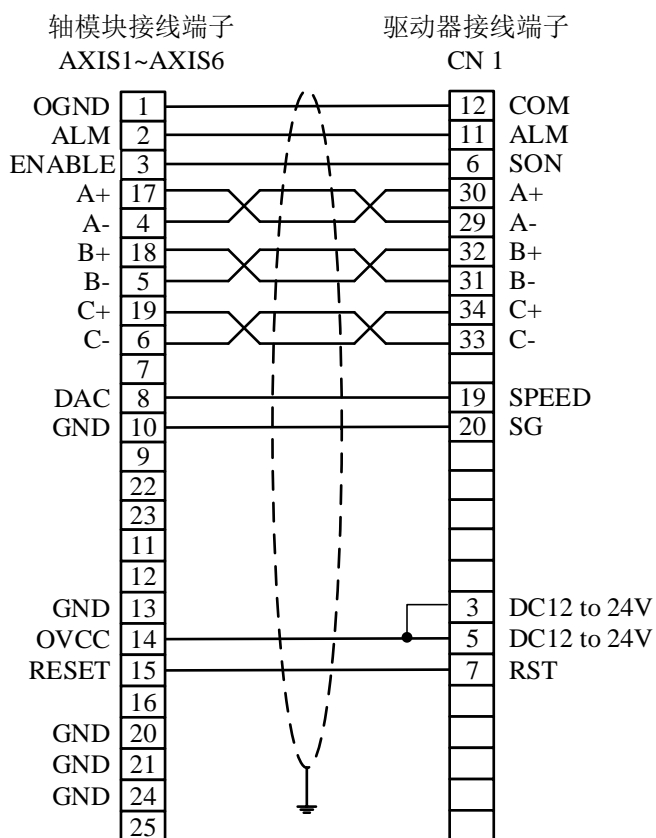 轴模块接线端子 驱动器接线端子
AXIS1~AXIS6 CN 1
OGND 1 12 COM
ALM 2 11 ALM
ENABLE 3 6 SON
A+ 17 30 A+
A- 4 29 A-
B+ 18 32 B+
B- 5 31 B-
C+ 19 34 C+
C- 6 33 C-
7
DAC 8 19 SPEED
GND 10 20 SG
9
22
23
11
12
GND 13 3 DC12 to 24V
OVCC 14 5 DC12 to 24V
RESET 15 7 RST
16
GND 20
GND 21
GND 24
25